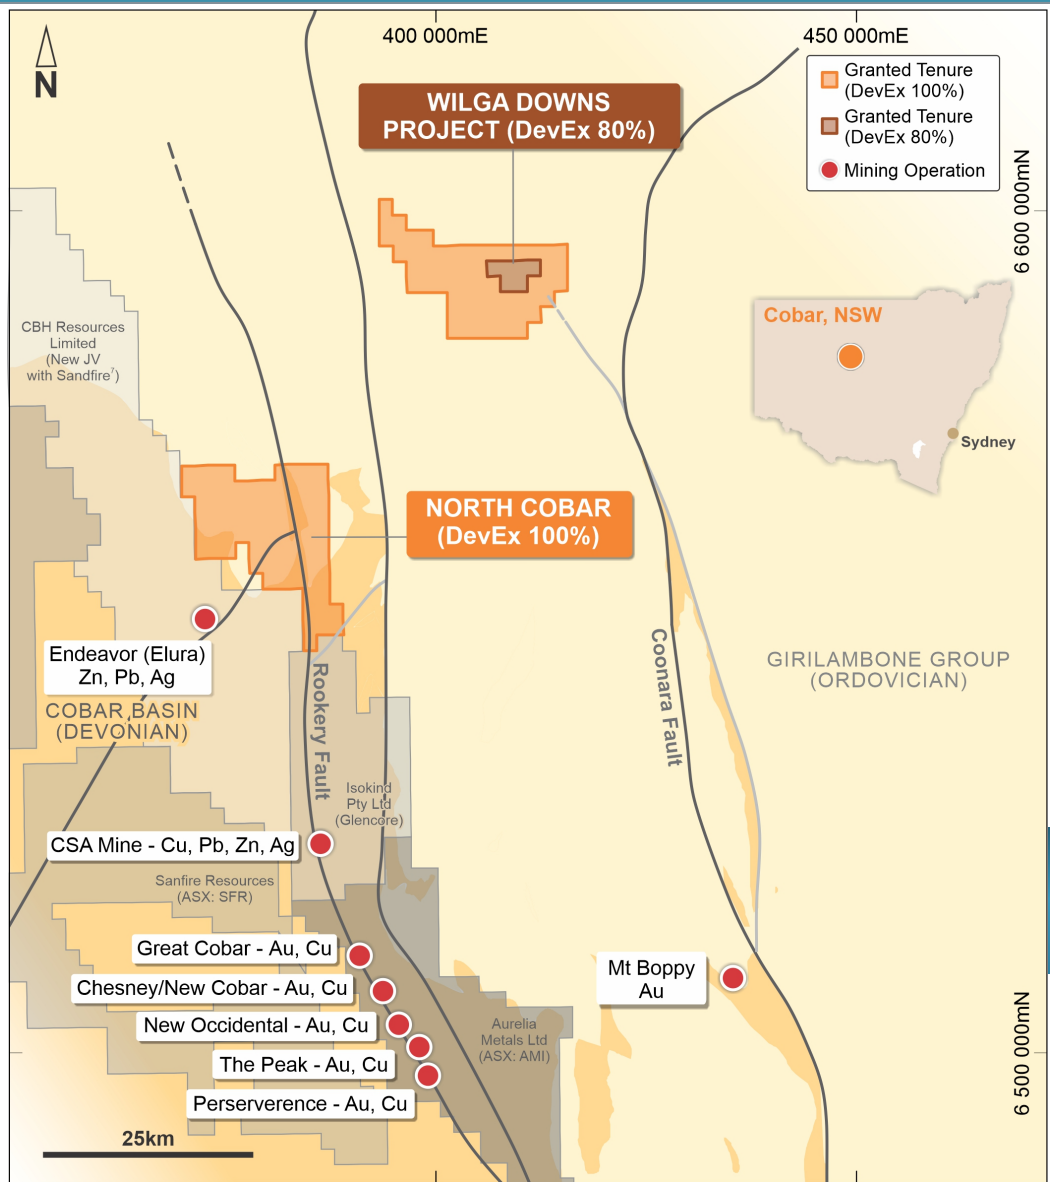 400 000mE
450 000mE
N
WILGA DOWNS
PROJECT (DevEx 80%)
Granted Tenure
(DevEx 100%)
Granted Tenure
(DevEx 80%)
Mining Operation
6 600 000mN
Cobar, NSW
Sydney
CBH Resources
Limited
(New JV
with Sandfire7)
NORTH COBAR
(DevEx 100%)
Endeavor (Elura)
Zn, Pb, Ag
COBAR BASIN
(DEVONIAN)
Rookery Fault
Coonara Fault
GIRILAMBONE GROUP
(ORDOVICIAN)
Isokind
Pty Ltd
(Glencore)
CSA Mine - Cu, Pb, Zn, Ag
Sanfire Resources
(ASX: SFR)
Great Cobar - Au, Cu
Chesney/New Cobar - Au, Cu
New Occidental - Au, Cu
The Peak - Au, Cu
Perserverence - Au, Cu
Aurelia
Metals Ltd
(ASX: AMI)
Mt Boppy
Au
6 500 000mN
25km